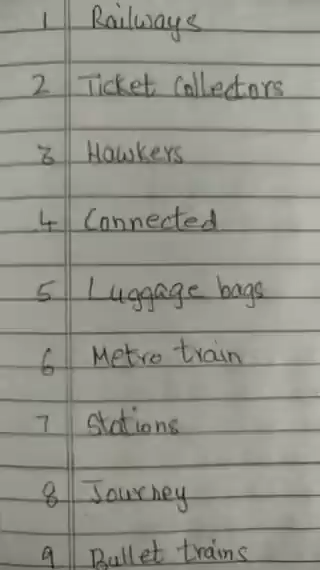 1 Railways
2 Ticket Collectors
3 Hawkers
4 Connected
5 Luggage bags
6 Metro train
7 Stations
8 Journey
9 Bullet trains